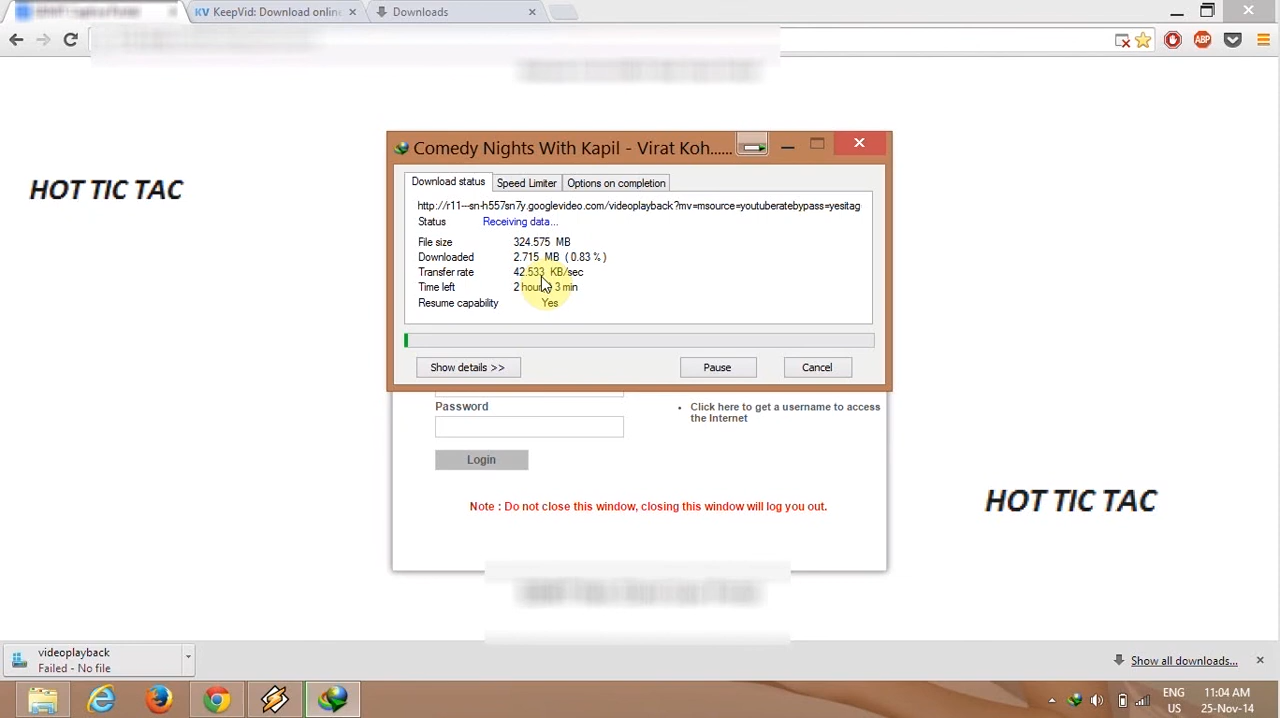 KV KeepVid: Download online
Downloads
ABP
HOT TIC TAC
Comedy Nights With Kapil - Virat Koh......
Download status
Speed Limiter
Options on completion
http://r11---sn-h557sn7y.googlevideo.com/videoplayback?mv=msource=youtuberatebypass=yesitag
Status Receiving data...
File size 324.575 MB
Downloaded 2.715 MB ( 0.83 % )
Transfer rate 42.533 KB/sec
Time left 2 hour 3 min
Resume capability Yes
Show details >>
Pause
Cancel
Password
Click here to get a username to access
the Internet
Login
Note : Do not close this window, closing this window will log you out.
HOT TIC TAC
videoplayback
Failed - No file
Show all downloads...
ENG
US
11:04 AM
25-Nov-14